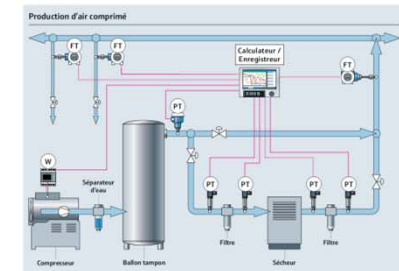 Production d'air comprimé
FT
FT
Calculateur /
Enregistreur
FT
PT
W
Séparateur
d'eau
PT
PT
PT
PT
Filtre
Filtre
Compresseur
Ballon tampon
Sécheur